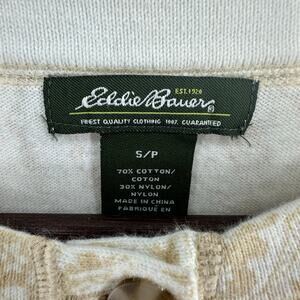 EST. 1920
Eddie Bauer®
FINEST QUALITY CLOTHING 100% GUARANTEED
S/P
70% COTTON/
COTON
30% NYLON/
NYLON
MADE IN CHINA
FABRIQUÉ EN